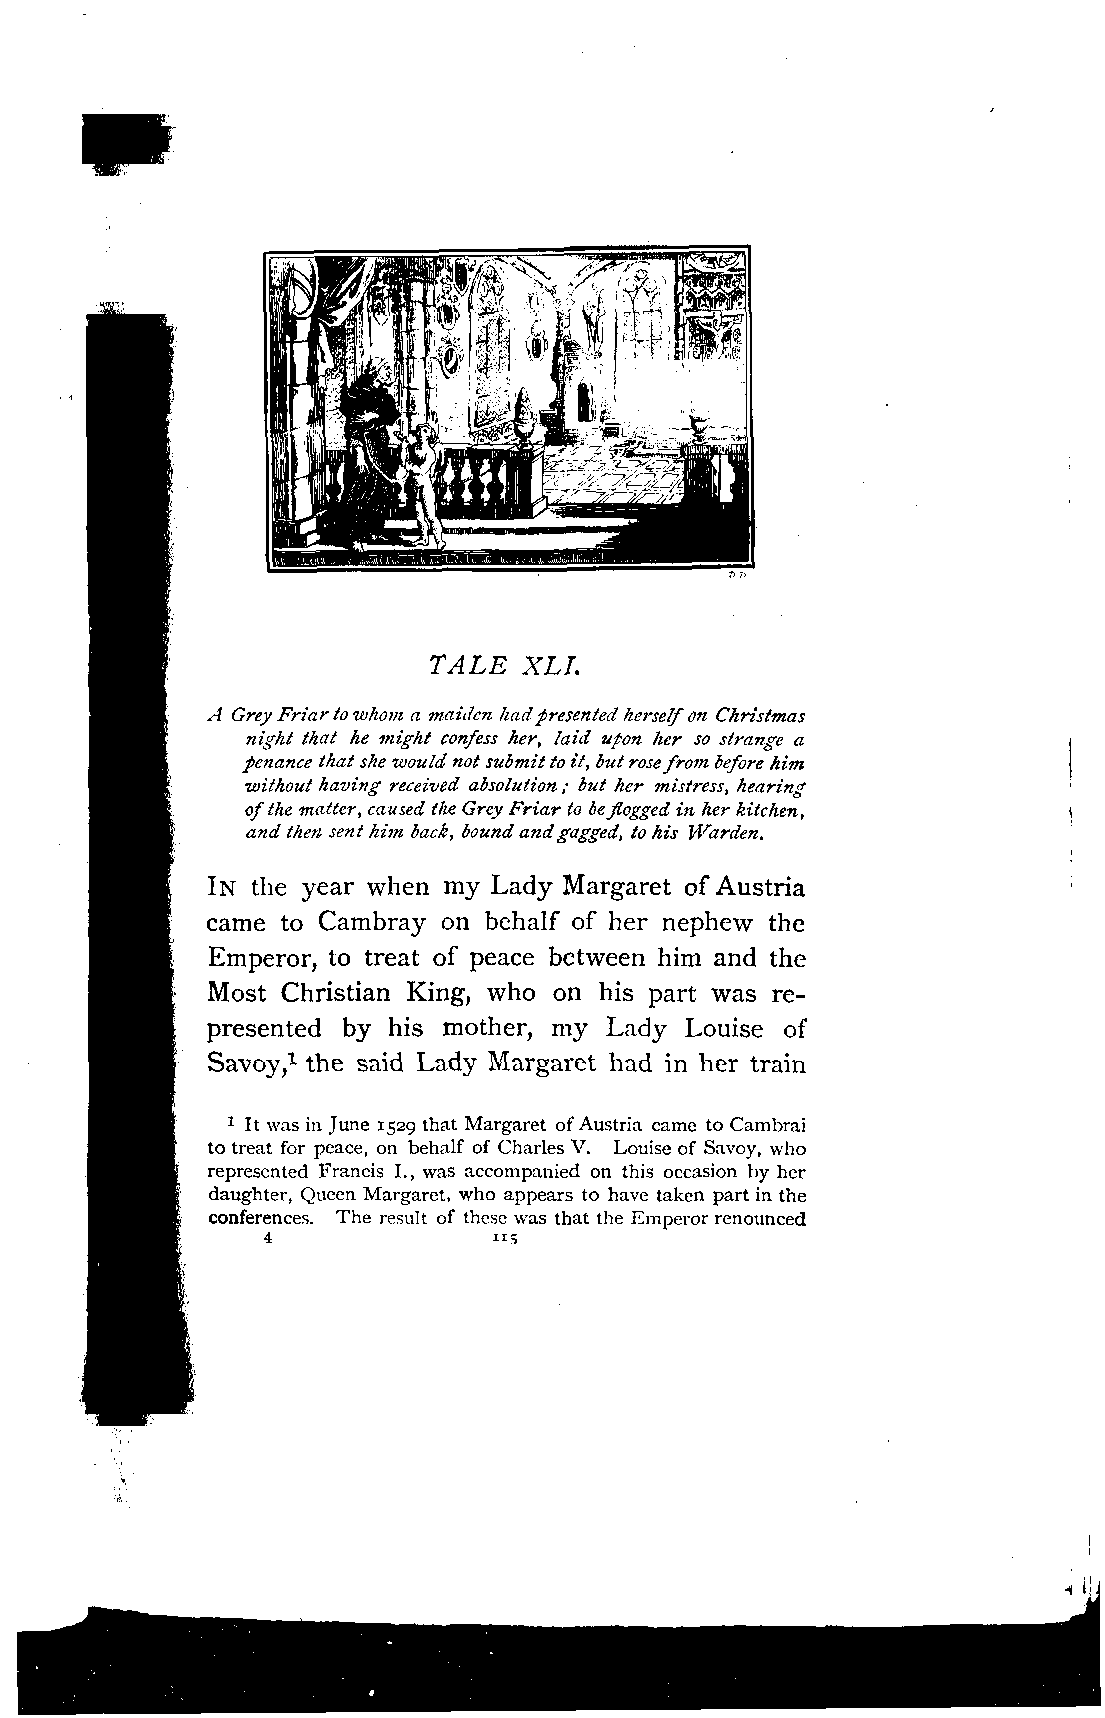 TALE XLI.
A Grey Friar to whom a maiden had presented herself on Christmas
night that he might confess her, laid upon her so strange a
penance that she would not submit to it, but rose from before him
without having received absolution; but her mistress, hearing
of the matter, caused the Grey Friar to be flogged in her kitchen,
and then sent him back, bound and gagged, to his Warden.
IN the year when my Lady Margaret of Austria
came to Cambray on behalf of her nephew the
Emperor, to treat of peace between him and the
Most Christian King, who on his part was re-
presented by his mother, my Lady Louise of
Savoy,¹ the said Lady Margaret had in her train
¹ It was in June 1529 that Margaret of Austria came to Cambrai
to treat for peace, on behalf of Charles V. Louise of Savoy, who
represented Francis I., was accompanied on this occasion by her
daughter, Queen Margaret, who appears to have taken part in the
conferences. The result of these was that the Emperor renounced
4 115